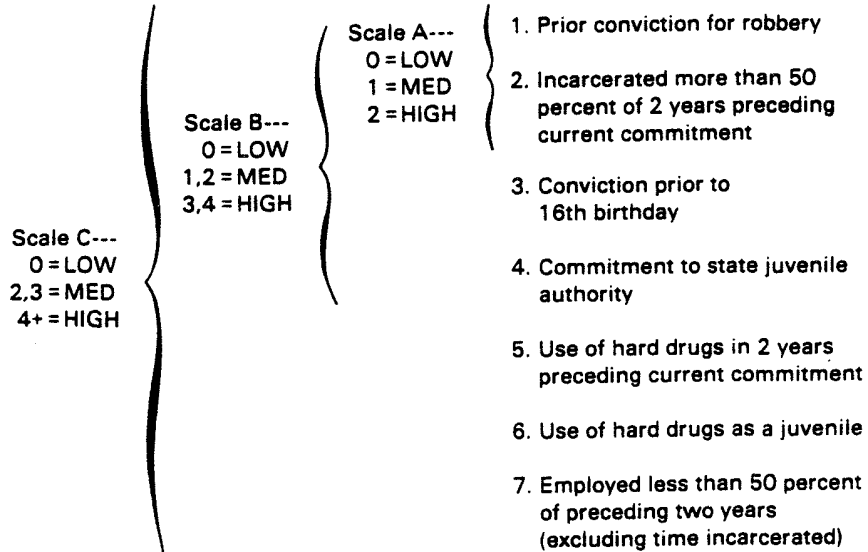 Scale A---
0 = LOW
1 = MED
2 = HIGH
Scale B---
0 = LOW
1,2 = MED
3,4 = HIGH
Scale C---
0 = LOW
2,3 = MED
4+ = HIGH
1. Prior conviction for robbery
2. Incarcerated more than 50
percent of 2 years preceding
current commitment
3. Conviction prior to
16th birthday
4. Commitment to state juvenile
authority
5. Use of hard drugs in 2 years
preceding current commitment
6. Use of hard drugs as a juvenile
7. Employed less than 50 percent
of preceding two years
(excluding time incarcerated)